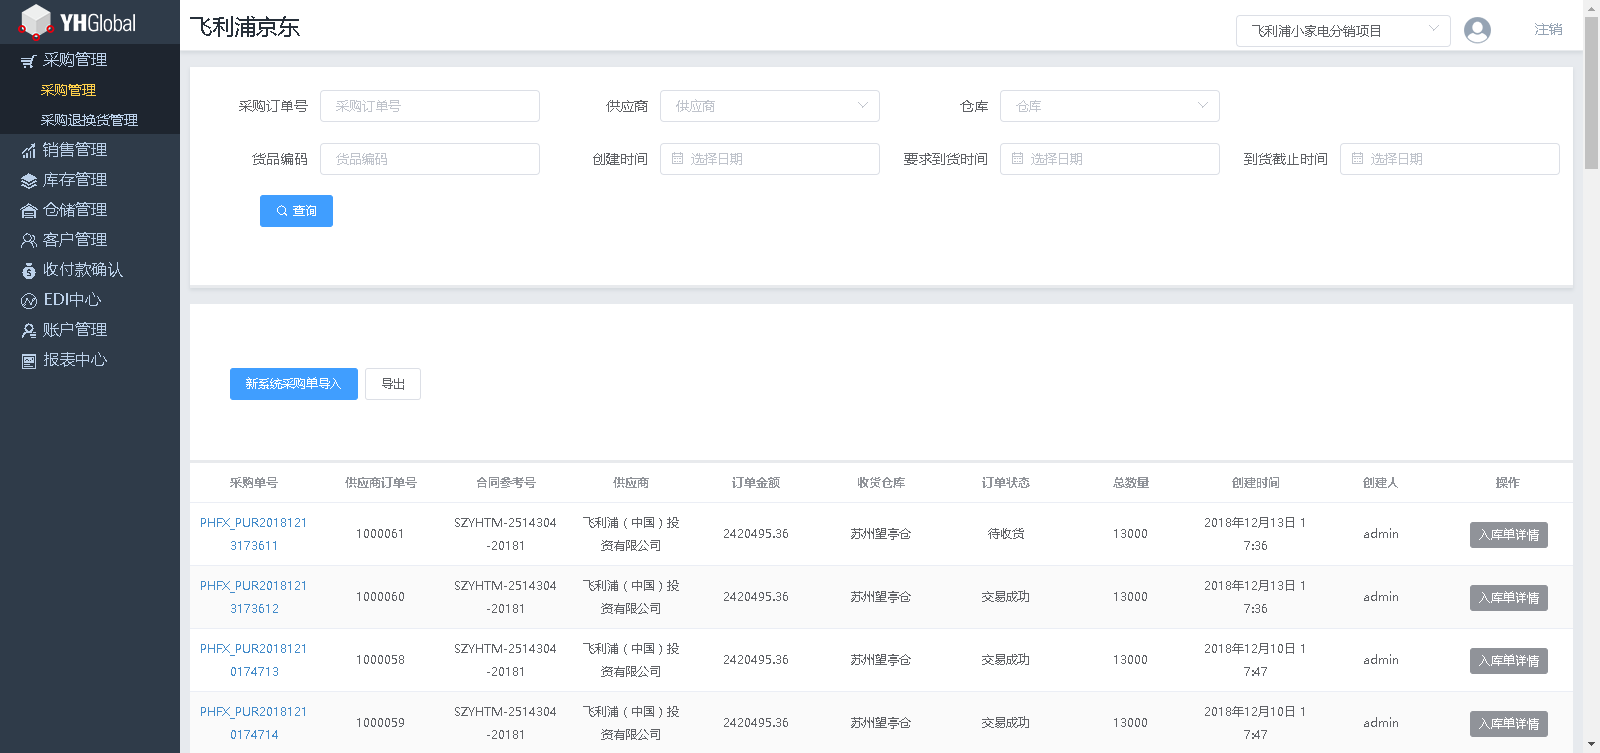 YHGlobal
飞利浦京东
飞利浦小家电分销项目
注销
采购管理
采购管理
采购退换货管理
销售管理
库存管理
仓储管理
客户管理
收付款确认
EDI中心
账户管理
报表中心
采购订单号 采购订单号 供应商 供应商 仓库 仓库
货品编码 货品编码 创建时间 选择日期 要求到货时间 选择日期 到货截止时间 选择日期
查询
新系统采购单导入 导出
采购单号 供应商订单号 合同参考号 供应商 订单金额 收货仓库 订单状态 总数量 创建时间 创建人 操作
PHFX_PUR2018121 SZYHTM-2514304 飞利浦（中国）投 2018年12月13日 1
1000061 2420495.36 苏州望亭仓 待收货 13000 admin 入库单详情
3173611 -20181 资有限公司 7:36
PHFX_PUR2018121 SZYHTM-2514304 飞利浦（中国）投 2018年12月13日 1
1000060 2420495.36 苏州望亭仓 交易成功 13000 admin 入库单详情
3173612 -20181 资有限公司 7:36
PHFX_PUR2018121 SZYHTM-2514304 飞利浦（中国）投 2018年12月10日 1
1000058 2420495.36 苏州望亭仓 交易成功 13000 admin 入库单详情
0174713 -20181 资有限公司 7:47
PHFX_PUR2018121 SZYHTM-2514304 飞利浦（中国）投 2018年12月10日 1
1000059 2420495.36 苏州望亭仓 交易成功 13000 admin 入库单详情
0174714 -20181 资有限公司 7:47